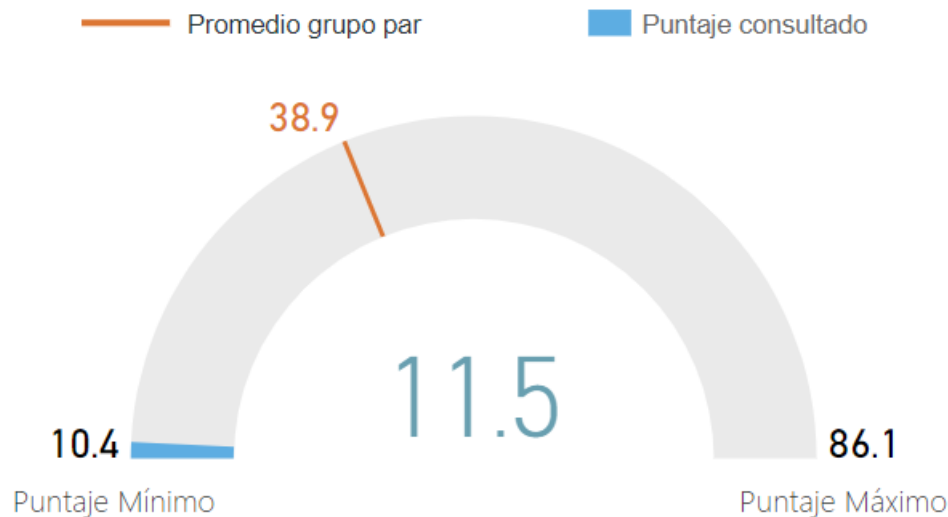 Promedio grupo par
Puntaje consultado
38.9
11.5
10.4
86.1
Puntaje Mínimo
Puntaje Máximo